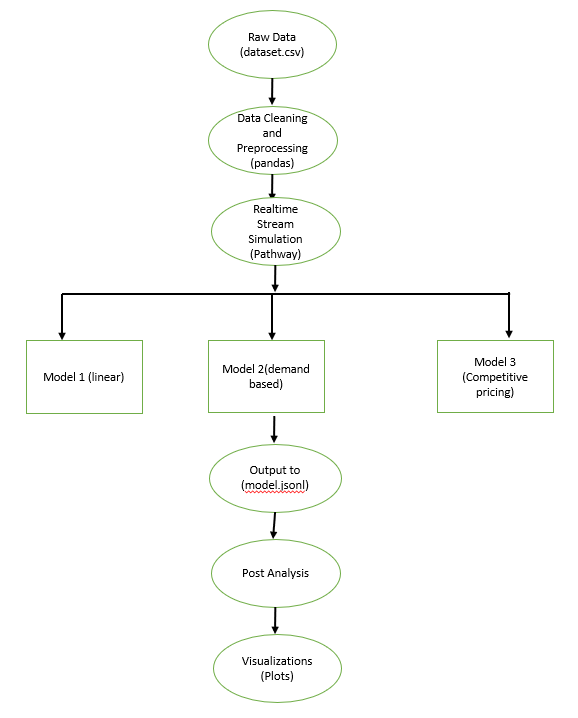 Raw Data
(dataset.csv)
Data Cleaning
and
Preprocessing
(pandas)
Realtime
Stream
Simulation
(Pathway)
Model 1 (linear)
Model 2(demand
based)
Model 3
(Competitive
pricing)
Output to
(model.jsonl)
Post Analysis
Visualizations
(Plots)